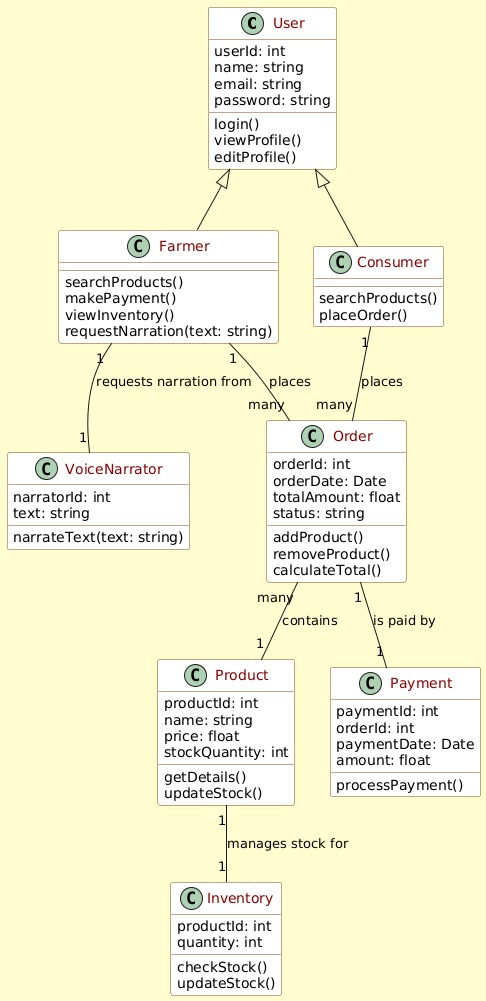 C User
userId: int
name: string
email: string
password: string
login()
viewProfile()
editProfile()
C Farmer
searchProducts()
makePayment()
viewInventory()
requestNarration(text: string)
C Consumer
searchProducts()
placeOrder()
1
requests narration from
1
1
places
many
1
places
many
C VoiceNarrator
narratorId: int
text: string
narrateText(text: string)
C Order
orderId: int
orderDate: Date
totalAmount: float
status: string
addProduct()
removeProduct()
calculateTotal()
many
contains
1
1
is paid by
1
C Product
productId: int
name: string
price: float
stockQuantity: int
getDetails()
updateStock()
C Payment
paymentId: int
orderId: int
paymentDate: Date
amount: float
processPayment()
1
manages stock for
1
C Inventory
productId: int
quantity: int
checkStock()
updateStock()